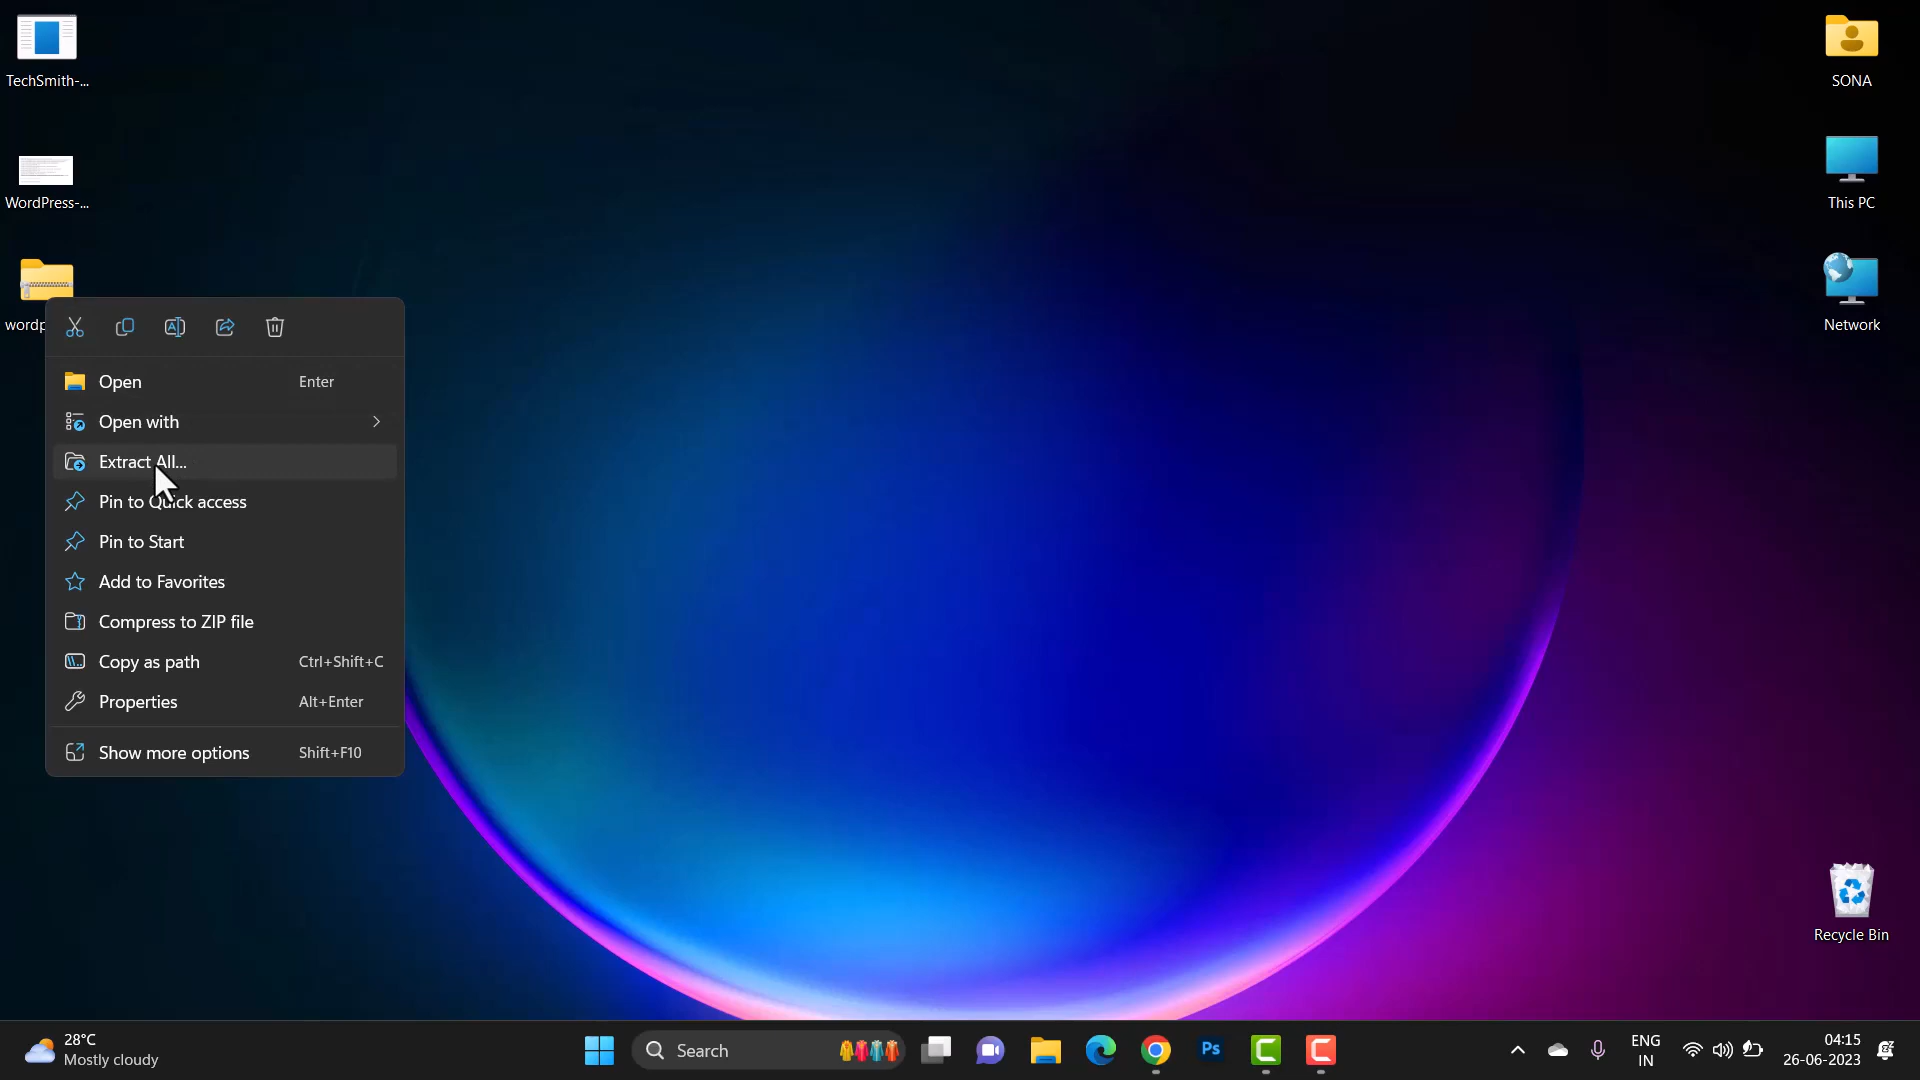 TechSmith-...
WordPress-...
wordp
Open Enter
Open with
Extract All...
Pin to Quick access
Pin to Start
Add to Favorites
Compress to ZIP file
Copy as path Ctrl+Shift+C
Properties Alt+Enter
Show more options Shift+F10
SONA
This PC
Network
Recycle Bin
28°C
Mostly cloudy
Search
Ps
ENG
IN
04:15
26-06-2023